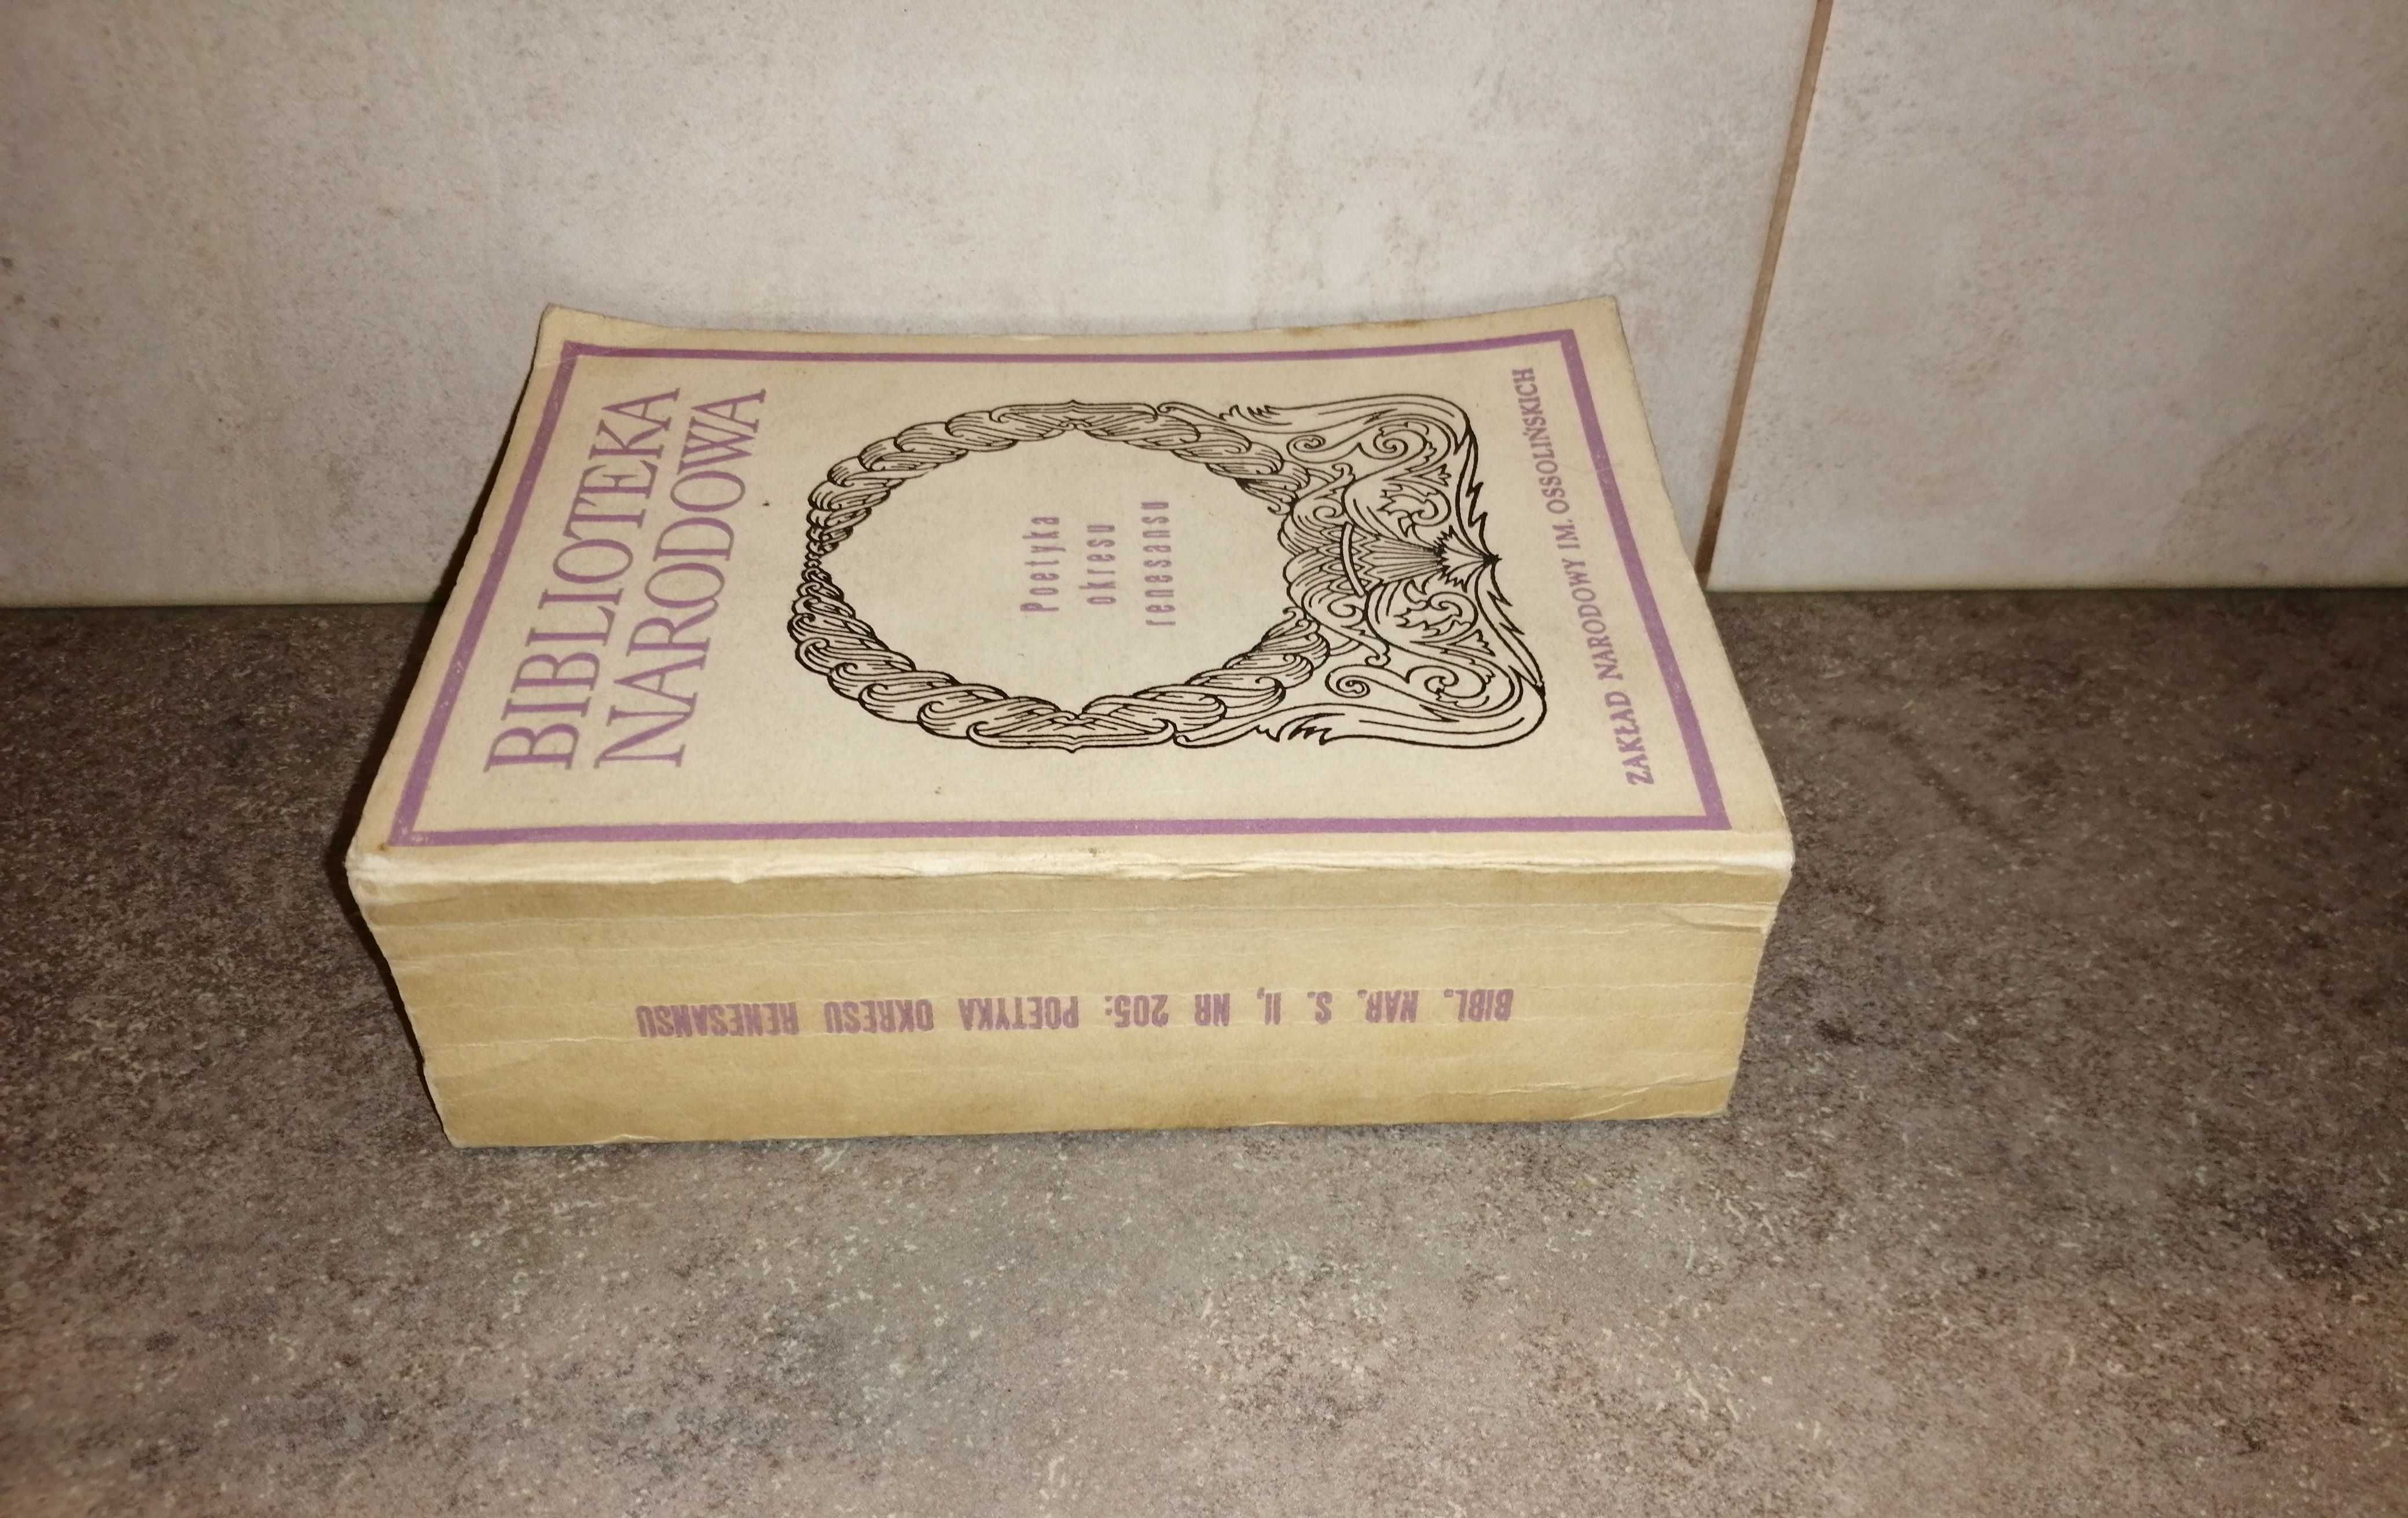 BIBLIOTEKA
NARODOWA
Poetyka
okresu
renesansu
ZAKŁAD NARODOWY IM. OSSOLIŃSKICH
BIBL. NAR. S. II, NR 205: POETYKA OKRESU RENESANSU